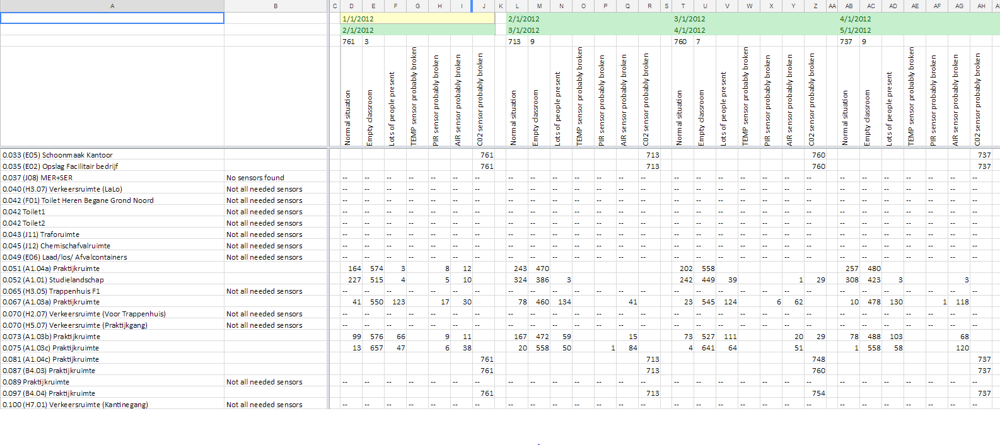 A B C D E F G H I J K L M N O P Q R S T U V W X Y Z AA AB AC AD AE AF AG AH
1/1/2012 2/1/2012 3/1/2012 4/1/2012
2/1/2012 3/1/2012 4/1/2012 5/1/2012
761 3 713 9 760 7 737 9
Normal situation Empty classroom Lots of people present TEMP sensor probably broken PIR sensor probably broken AIR sensor probably broken C02 sensor probably broken Normal situation Empty classroom Lots of people present TEMP sensor probably broken PIR sensor probably broken AIR sensor probably broken C02 sensor probably broken Normal situation Empty classroom Lots of people present TEMP sensor probably broken PIR sensor probably broken AIR sensor probably broken C02 sensor probably broken Normal situation Empty classroom Lots of people present TEMP sensor probably broken PIR sensor probably broken AIR sensor probably broken C02 sensor probably broken
0.033 (E05) Schoonmaak Kantoor 761 713 760 737
0.035 (E02) Opslag Facilitair bedrijf 761 713 760 737
0.037 (J08) MER+SER No sensors found -- -- -- -- -- -- -- -- -- -- -- -- -- -- -- -- -- -- -- -- -- -- -- -- -- -- -- --
0.040 (H3.07) Verkeersruimte (LaLo) Not all needed sensors -- -- -- -- -- -- -- -- -- -- -- -- -- -- -- -- -- -- -- -- -- -- -- -- -- -- -- --
0.042 (F01) Toilet Heren Begane Grond Noord Not all needed sensors -- -- -- -- -- -- -- -- -- -- -- -- -- -- -- -- -- -- -- -- -- -- -- -- -- -- -- --
0.042 Toilet1 Not all needed sensors -- -- -- -- -- -- -- -- -- -- -- -- -- -- -- -- -- -- -- -- -- -- -- -- -- -- -- --
0.042 Toilet2 Not all needed sensors -- -- -- -- -- -- -- -- -- -- -- -- -- -- -- -- -- -- -- -- -- -- -- -- -- -- -- --
0.043 (J11) Traforuimte Not all needed sensors -- -- -- -- -- -- -- -- -- -- -- -- -- -- -- -- -- -- -- -- -- -- -- -- -- -- -- --
0.045 (J12) Chemischafvalruimte Not all needed sensors -- -- -- -- -- -- -- -- -- -- -- -- -- -- -- -- -- -- -- -- -- -- -- -- -- -- -- --
0.049 (E06) Laad/los/ Afvalcontainers Not all needed sensors -- -- -- -- -- -- -- -- -- -- -- -- -- -- -- -- -- -- -- -- -- -- -- -- -- -- -- --
0.051 (A1.04a) Praktijkruimte 164 574 3 8 12 243 470 202 558 257 480
0.052 (A1.01) Studielandschap 227 515 4 5 10 324 386 3 242 449 39 1 29 308 423 3 3
0.065 (H3.05) Trappenhuis F1 Not all needed sensors -- -- -- -- -- -- -- -- -- -- -- -- -- -- -- -- -- -- -- -- -- -- -- -- -- -- -- --
0.067 (A1.03a) Praktijkruimte 41 550 123 17 30 78 460 134 41 23 545 124 6 62 10 478 130 1 118
0.070 (H2.07) Verkeersruimte (Voor Trappenhuis) Not all needed sensors -- -- -- -- -- -- -- -- -- -- -- -- -- -- -- -- -- -- -- -- -- -- -- -- -- -- -- --
0.070 (H5.07) Verkeersruimte (Praktijkgang) Not all needed sensors -- -- -- -- -- -- -- -- -- -- -- -- -- -- -- -- -- -- -- -- -- -- -- -- -- -- -- --
0.073 (A1.03b) Praktijkruimte 99 576 66 9 11 167 472 59 15 73 527 111 20 29 78 488 103 68
0.075 (A1.03c) Praktijkruimte 13 657 47 6 38 20 558 50 1 84 4 641 64 51 1 558 58 120
0.081 (A1.04c) Praktijkruimte 761 713 748 737
0.087 (B4.03) Praktijkruimte 761 713 760 737
0.089 Praktijkruimte Not all needed sensors -- -- -- -- -- -- -- -- -- -- -- -- -- -- -- -- -- -- -- -- -- -- -- -- -- -- -- --
0.097 (B4.04) Praktijkruimte 761 713 754 737
0.100 (H7.01) Verkeersruimte (Kantinegang) Not all needed sensors -- -- -- -- -- -- -- -- -- -- -- -- -- -- -- -- -- -- -- -- -- -- -- -- -- -- -- --